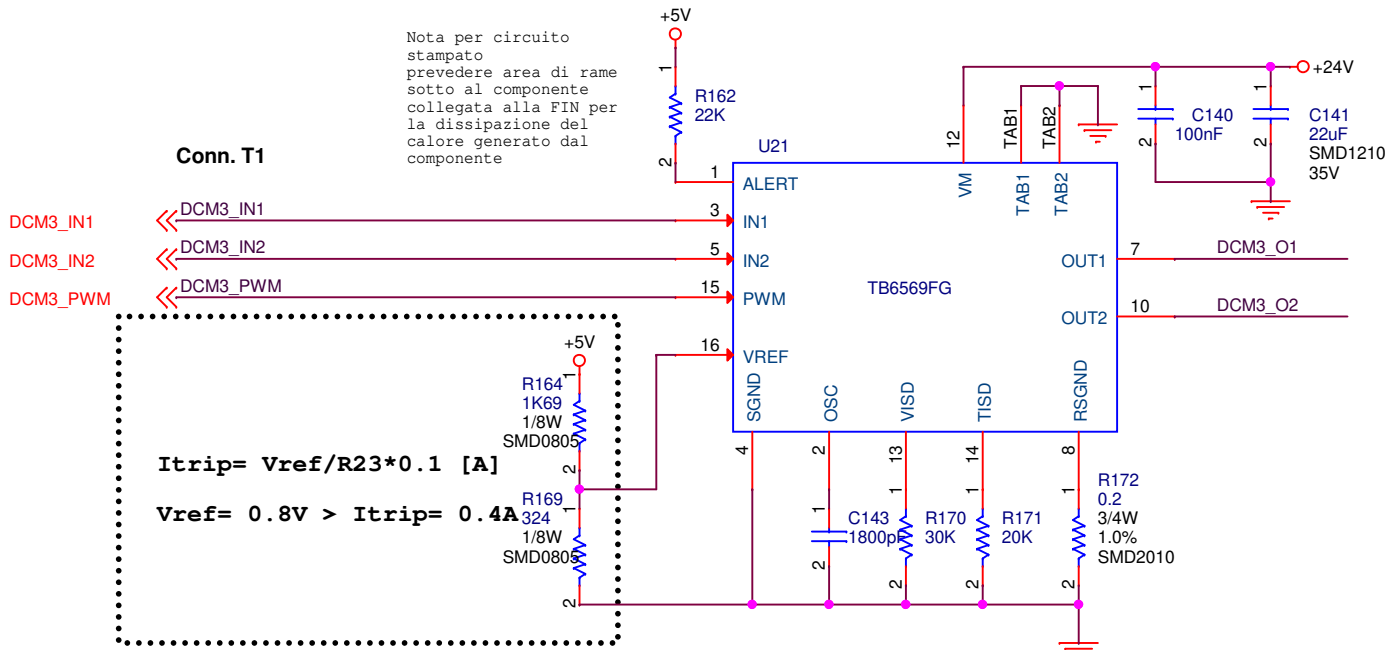 +5V
Nota per circuito
stampato
prevedere area di rame
sotto al componente
collegata alla FIN per
la dissipazione del
calore generato dal
componente
1
R162
22K
2
+24V
12
TAB1
TAB2
1
C140
100nF
2
1
C141
22uF
SMD1210
35V
2
Conn. T1
U21
1
ALERT
VM
TAB1
TAB2
DCM3_IN1
DCM3_IN1
3
IN1
DCM3_IN2
DCM3_IN2
5
IN2
OUT1
7
DCM3_O1
DCM3_PWM
DCM3_PWM
15
PWM
TB6569FG
OUT2
10
DCM3_O2
16
VREF
SGND
OSC
VISD
TISD
RSGND
+5V
1
R164
1K69
1/8W
SMD0805
2
4
2
13
14
8
Itrip= Vref/R23*0.1 [A]
Vref= 0.8V > Itrip= 0.4A
1
R169
324
1/8W
SMD0805
2
1
C143
1800pF
2
1
R170
30K
2
1
R171
20K
2
1
R172
0.2
3/4W
1.0%
SMD2010
2